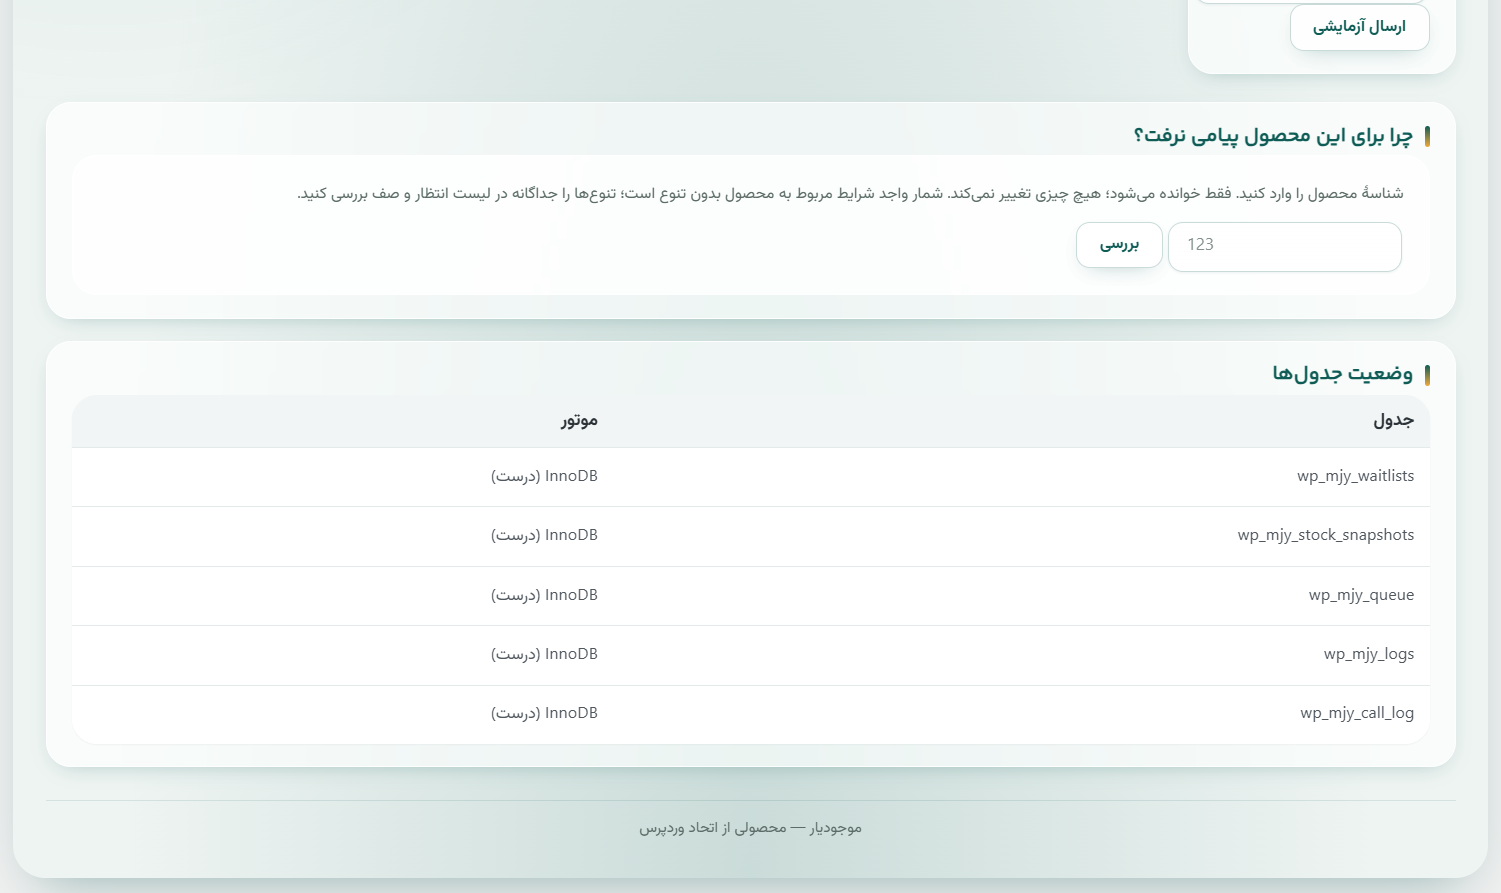 ارسال آزمایشی
چرا برای این محصول پیامی نرفت؟
شناسهٔ محصول را وارد کنید. فقط خوانده می‌شود؛ هیچ چیزی تغییر نمی‌کند. شمار واجد شرایط مربوط به محصول بدون تنوع است؛ تنوع‌ها را جداگانه در لیست انتظار و صف بررسی کنید.
123 بررسی
وضعیت جدول‌ها
جدول موتور
wp_mjy_waitlists InnoDB (درست)
wp_mjy_stock_snapshots InnoDB (درست)
wp_mjy_queue InnoDB (درست)
wp_mjy_logs InnoDB (درست)
wp_mjy_call_log InnoDB (درست)
موجودیار — محصولی از اتحاد وردپرس